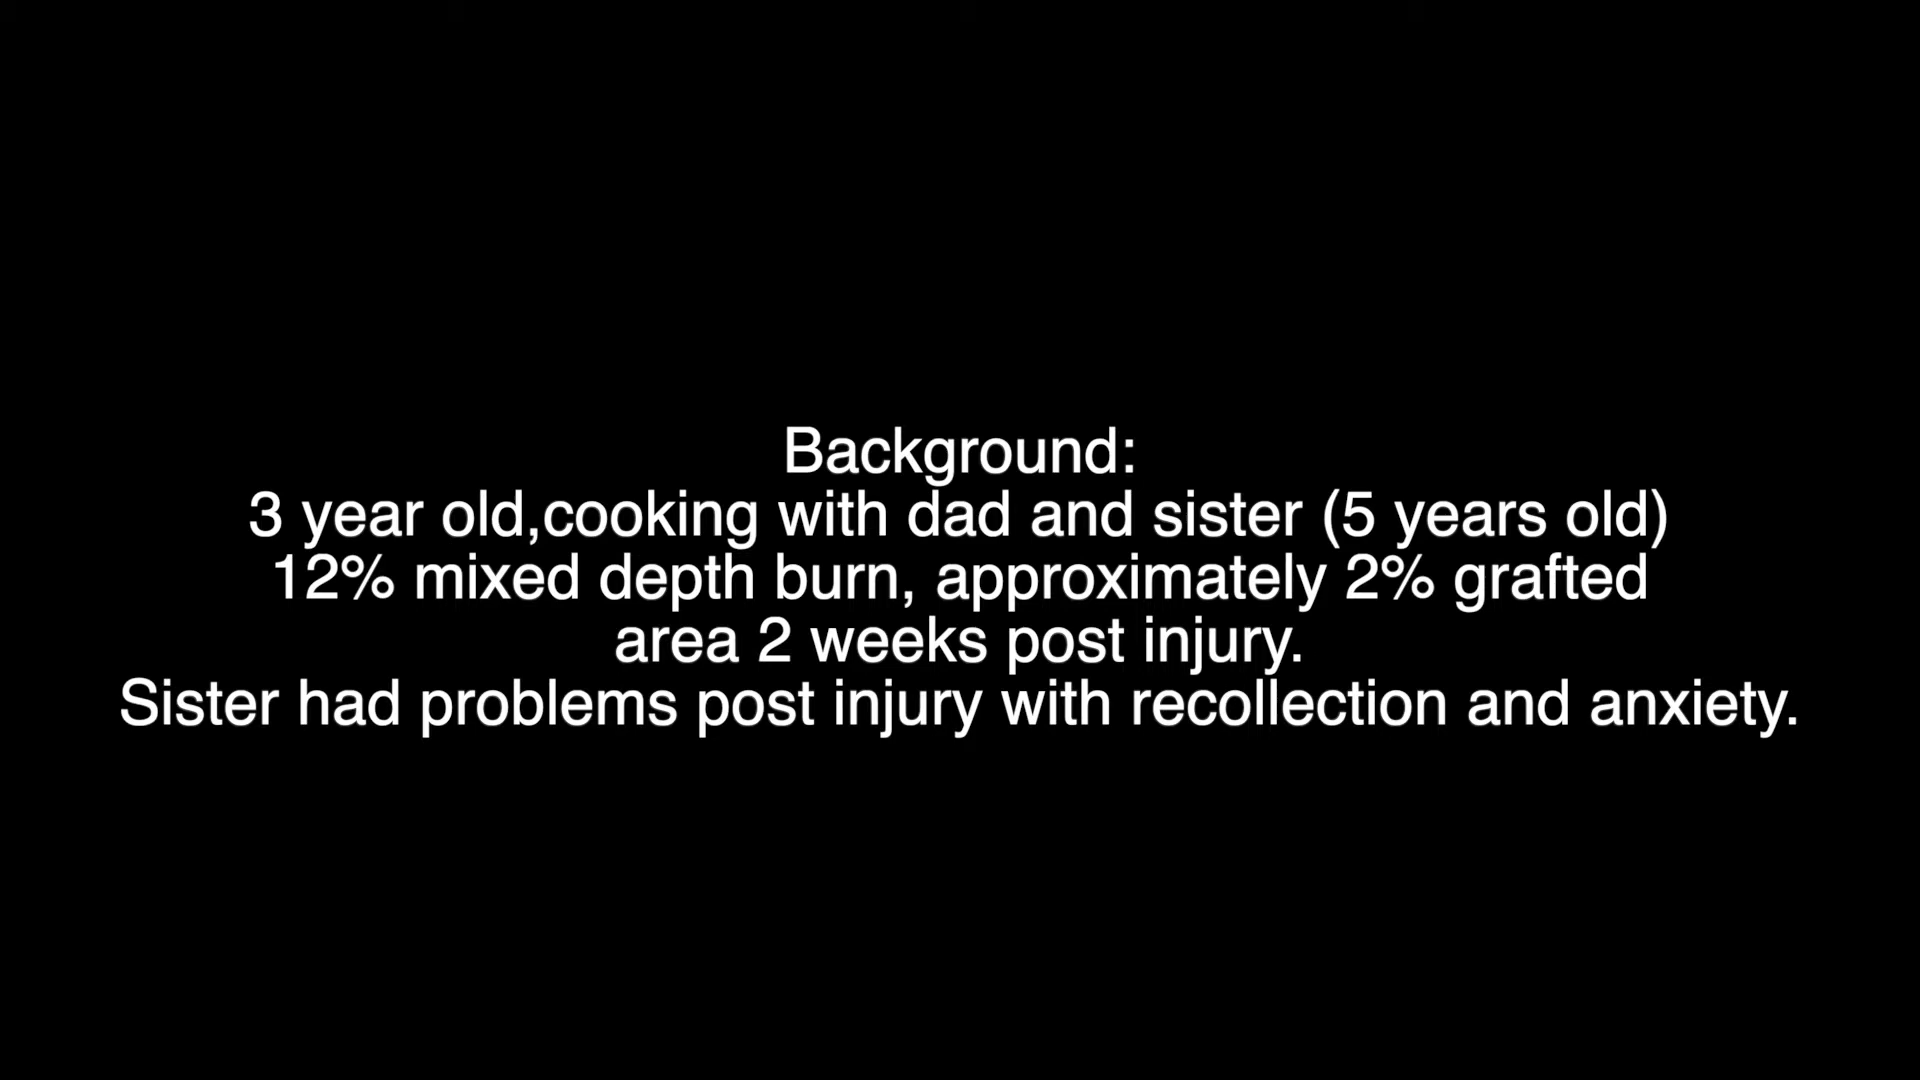 Background:
3 year old,cooking with dad and sister (5 years old)
12% mixed depth burn, approximately 2% grafted
area 2 weeks post injury.
Sister had problems post injury with recollection and anxiety.